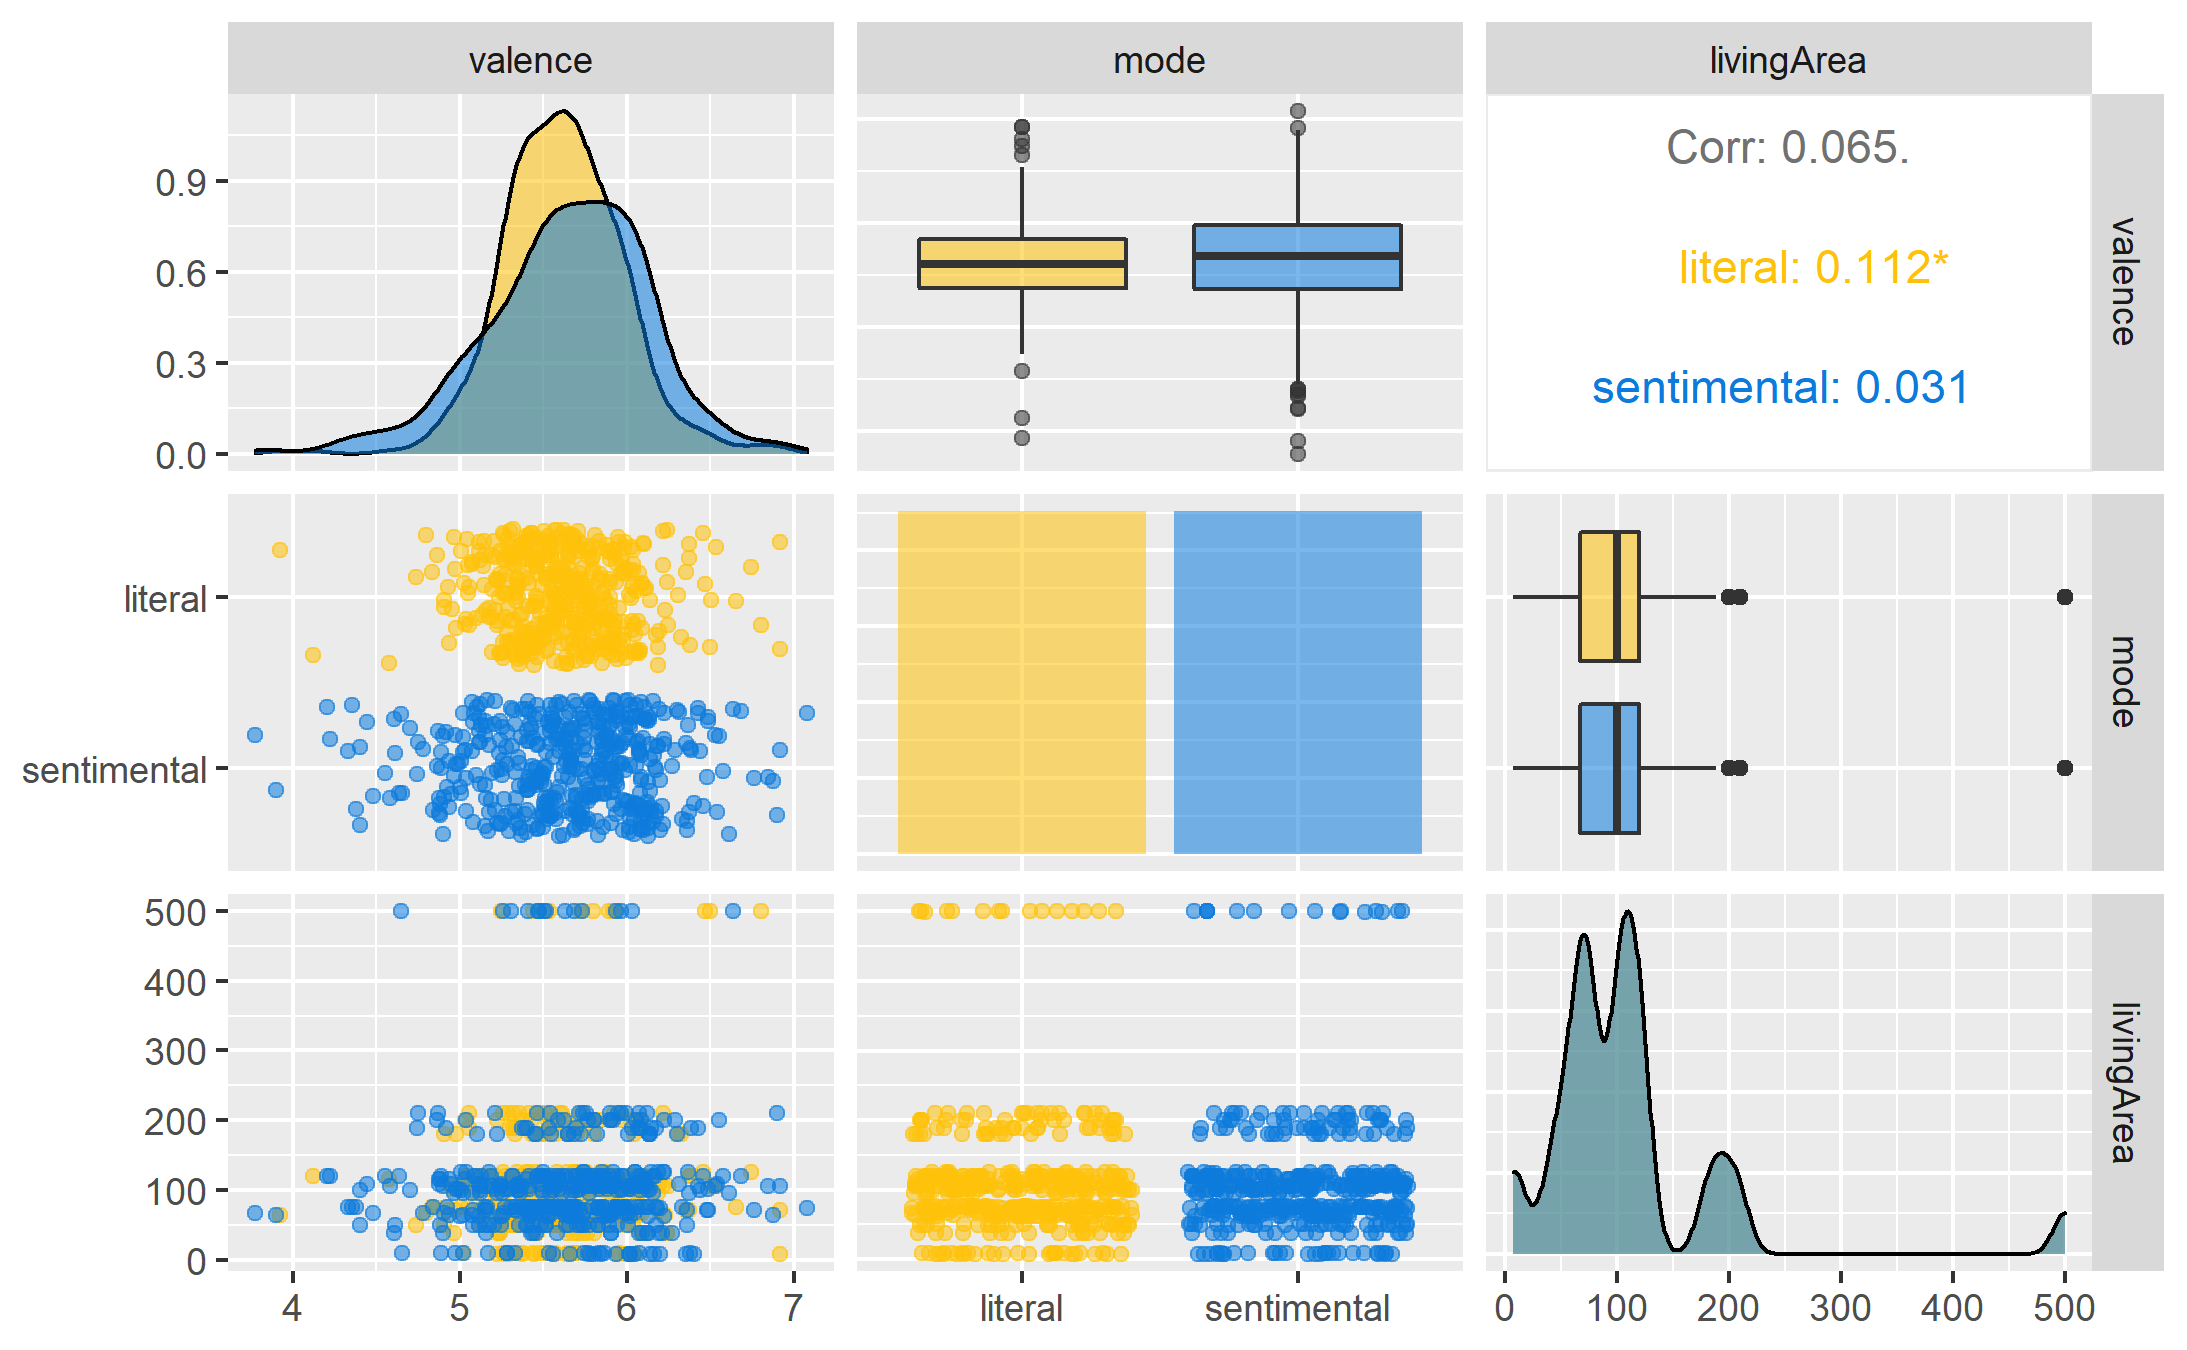 valence
mode
livingArea
0.9
0.6
0.3
0.0
Corr: 0.065.
literal: 0.112*
sentimental: 0.031
valence
literal
sentimental
mode
500
400
300
200
100
0
livingArea
4 5 6 7
literal sentimental
0 100 200 300 400 500